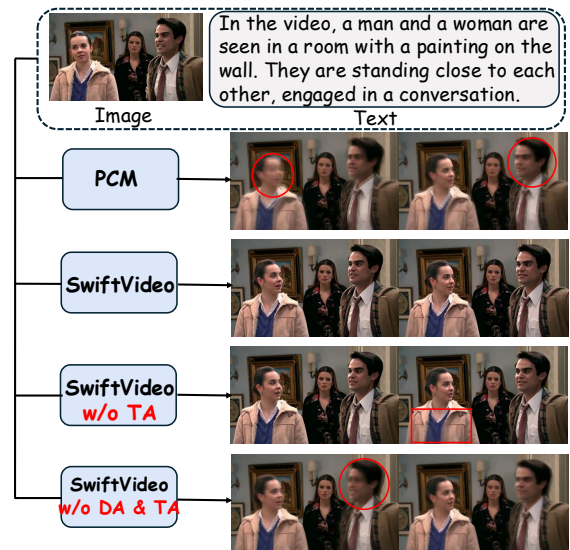 In the video, a man and a woman are
seen in a room with a painting on the
wall. They are standing close to each
other, engaged in a conversation.
Image
Text
PCM
SwiftVideo
SwiftVideo
w/o TA
SwiftVideo
w/o DA & TA